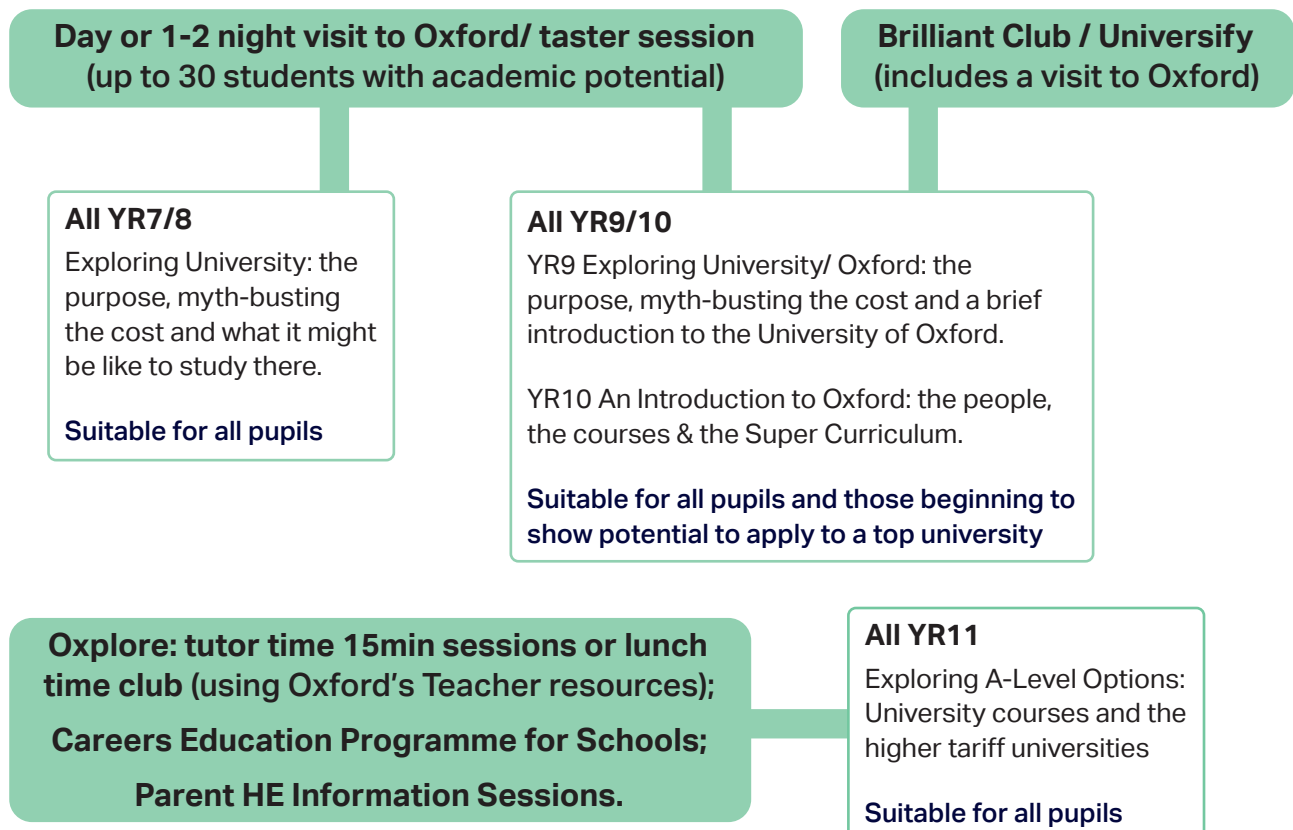 Day or 1-2 night visit to Oxford/ taster session
(up to 30 students with academic potential)
Brilliant Club / Universify
(includes a visit to Oxford)
All YR7/8
Exploring University: the
purpose, myth-busting
the cost and what it might
be like to study there.
Suitable for all pupils
All YR9/10
YR9 Exploring University/ Oxford: the
purpose, myth-busting the cost and a brief
introduction to the University of Oxford.
YR10 An Introduction to Oxford: the people,
the courses & the Super Curriculum.
Suitable for all pupils and those beginning to
show potential to apply to a top university
Oxplore: tutor time 15min sessions or lunch
time club (using Oxford's Teacher resources);
Careers Education Programme for Schools;
Parent HE Information Sessions.
All YR11
Exploring A-Level Options:
University courses and the
higher tariff universities
Suitable for all pupils